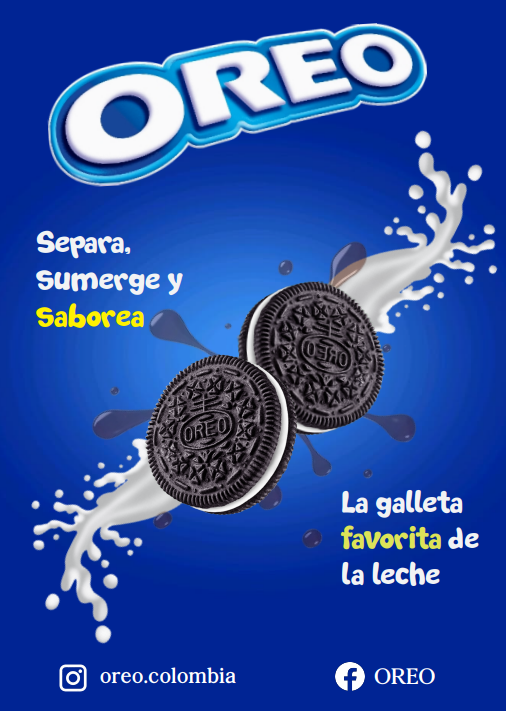 OREO
Separa,
Sumerge y
Saborea
OREO
OREO
La galleta
favorita de
la leche
oreo.colombia
OREO